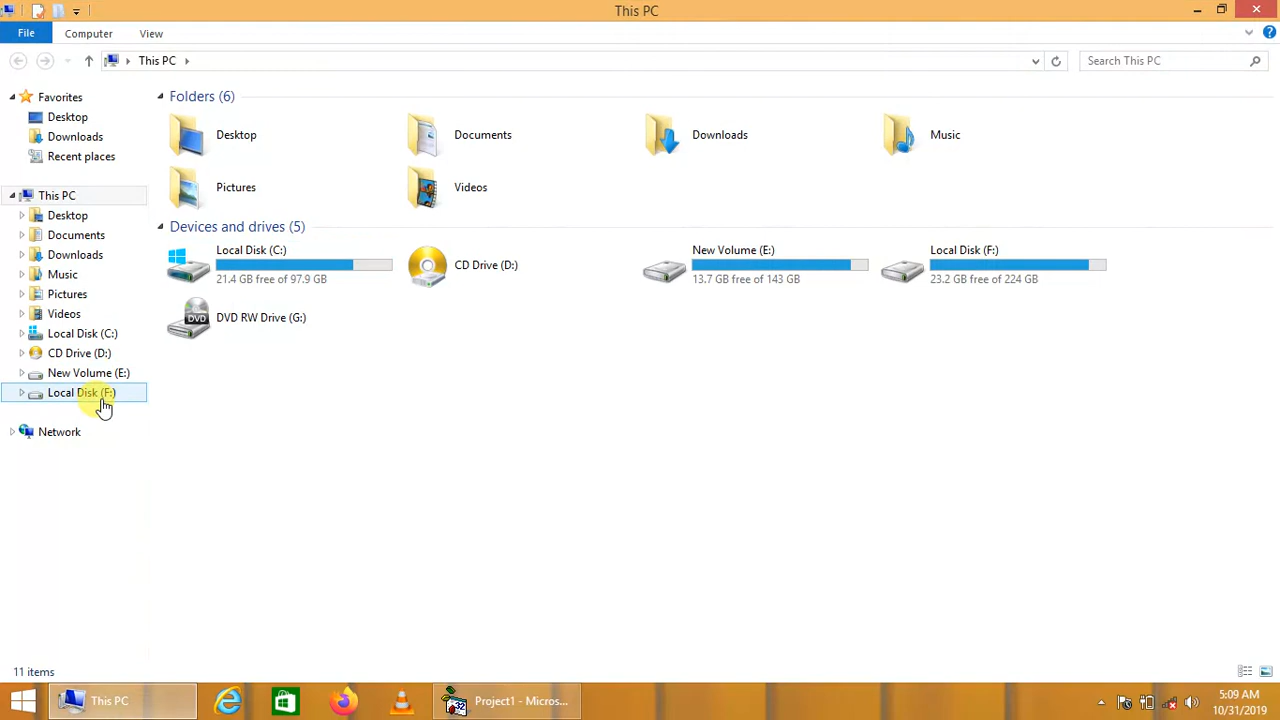 This PC
File
Computer
View
This PC
Search This PC
Favorites
Desktop
Downloads
Recent places
This PC
Desktop
Documents
Downloads
Music
Pictures
Videos
Local Disk (C:)
CD Drive (D:)
New Volume (E:)
Local Disk (F:)
Network
Folders (6)
Desktop
Documents
Downloads
Music
Pictures
Videos
Devices and drives (5)
Local Disk (C:)
21.4 GB free of 97.9 GB
CD Drive (D:)
New Volume (E:)
13.7 GB free of 143 GB
Local Disk (F:)
23.2 GB free of 224 GB
DVD
DVD RW Drive (G:)
11 items
This PC
Project1 - Micros...
5:09 AM
10/31/2019